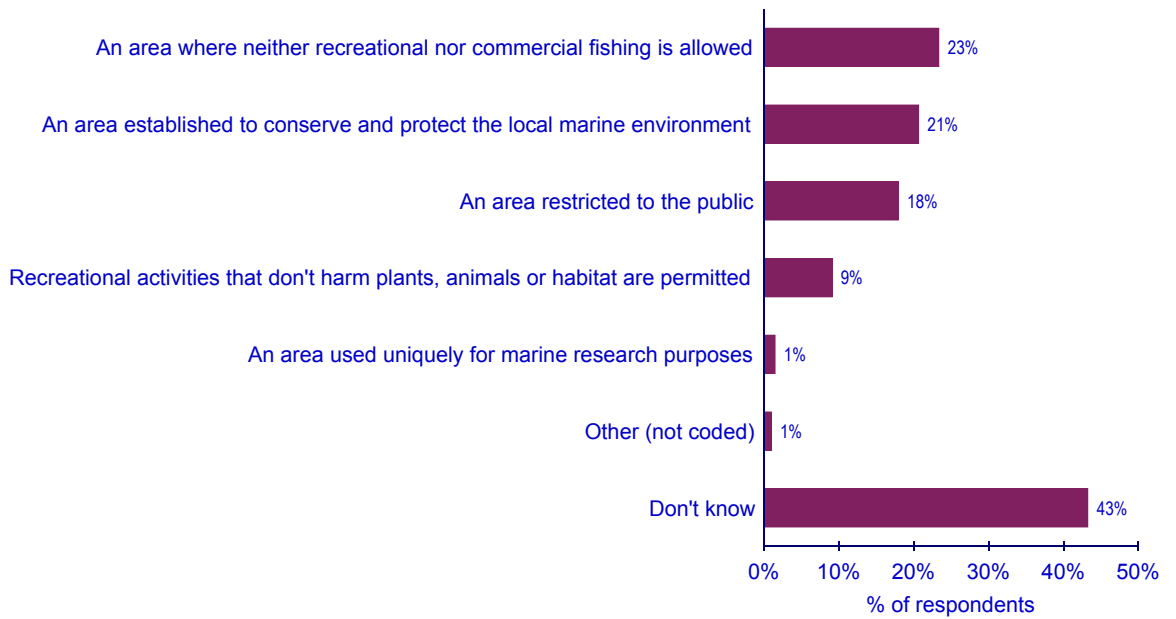 An area where neither recreational nor commercial fishing is allowed 23%
An area established to conserve and protect the local marine environment 21%
An area restricted to the public 18%
Recreational activities that don't harm plants, animals or habitat are permitted 9%
An area used uniquely for marine research purposes 1%
Other (not coded) 1%
Don't know 43%
0% 10% 20% 30% 40% 50%
% of respondents